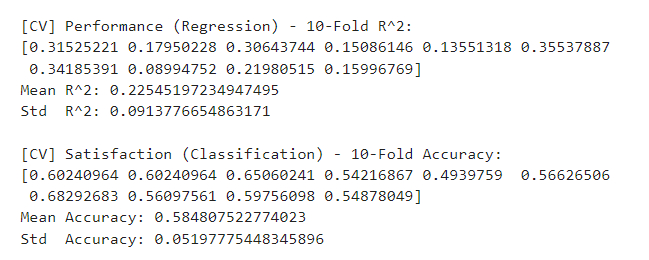 [CV] Performance (Regression) - 10-Fold R^2:
[0.31525221 0.17950228 0.30643744 0.15086146 0.13551318 0.35537887
 0.34185391 0.08994752 0.21980515 0.15996769]
Mean R^2: 0.22545197234947495
Std  R^2: 0.0913776654863171

[CV] Satisfaction (Classification) - 10-Fold Accuracy:
[0.60240964 0.60240964 0.65060241 0.54216867 0.4939759  0.56626506
 0.68292683 0.56097561 0.59756098 0.54878049]
Mean Accuracy: 0.584807522774023
Std  Accuracy: 0.05197775448345896